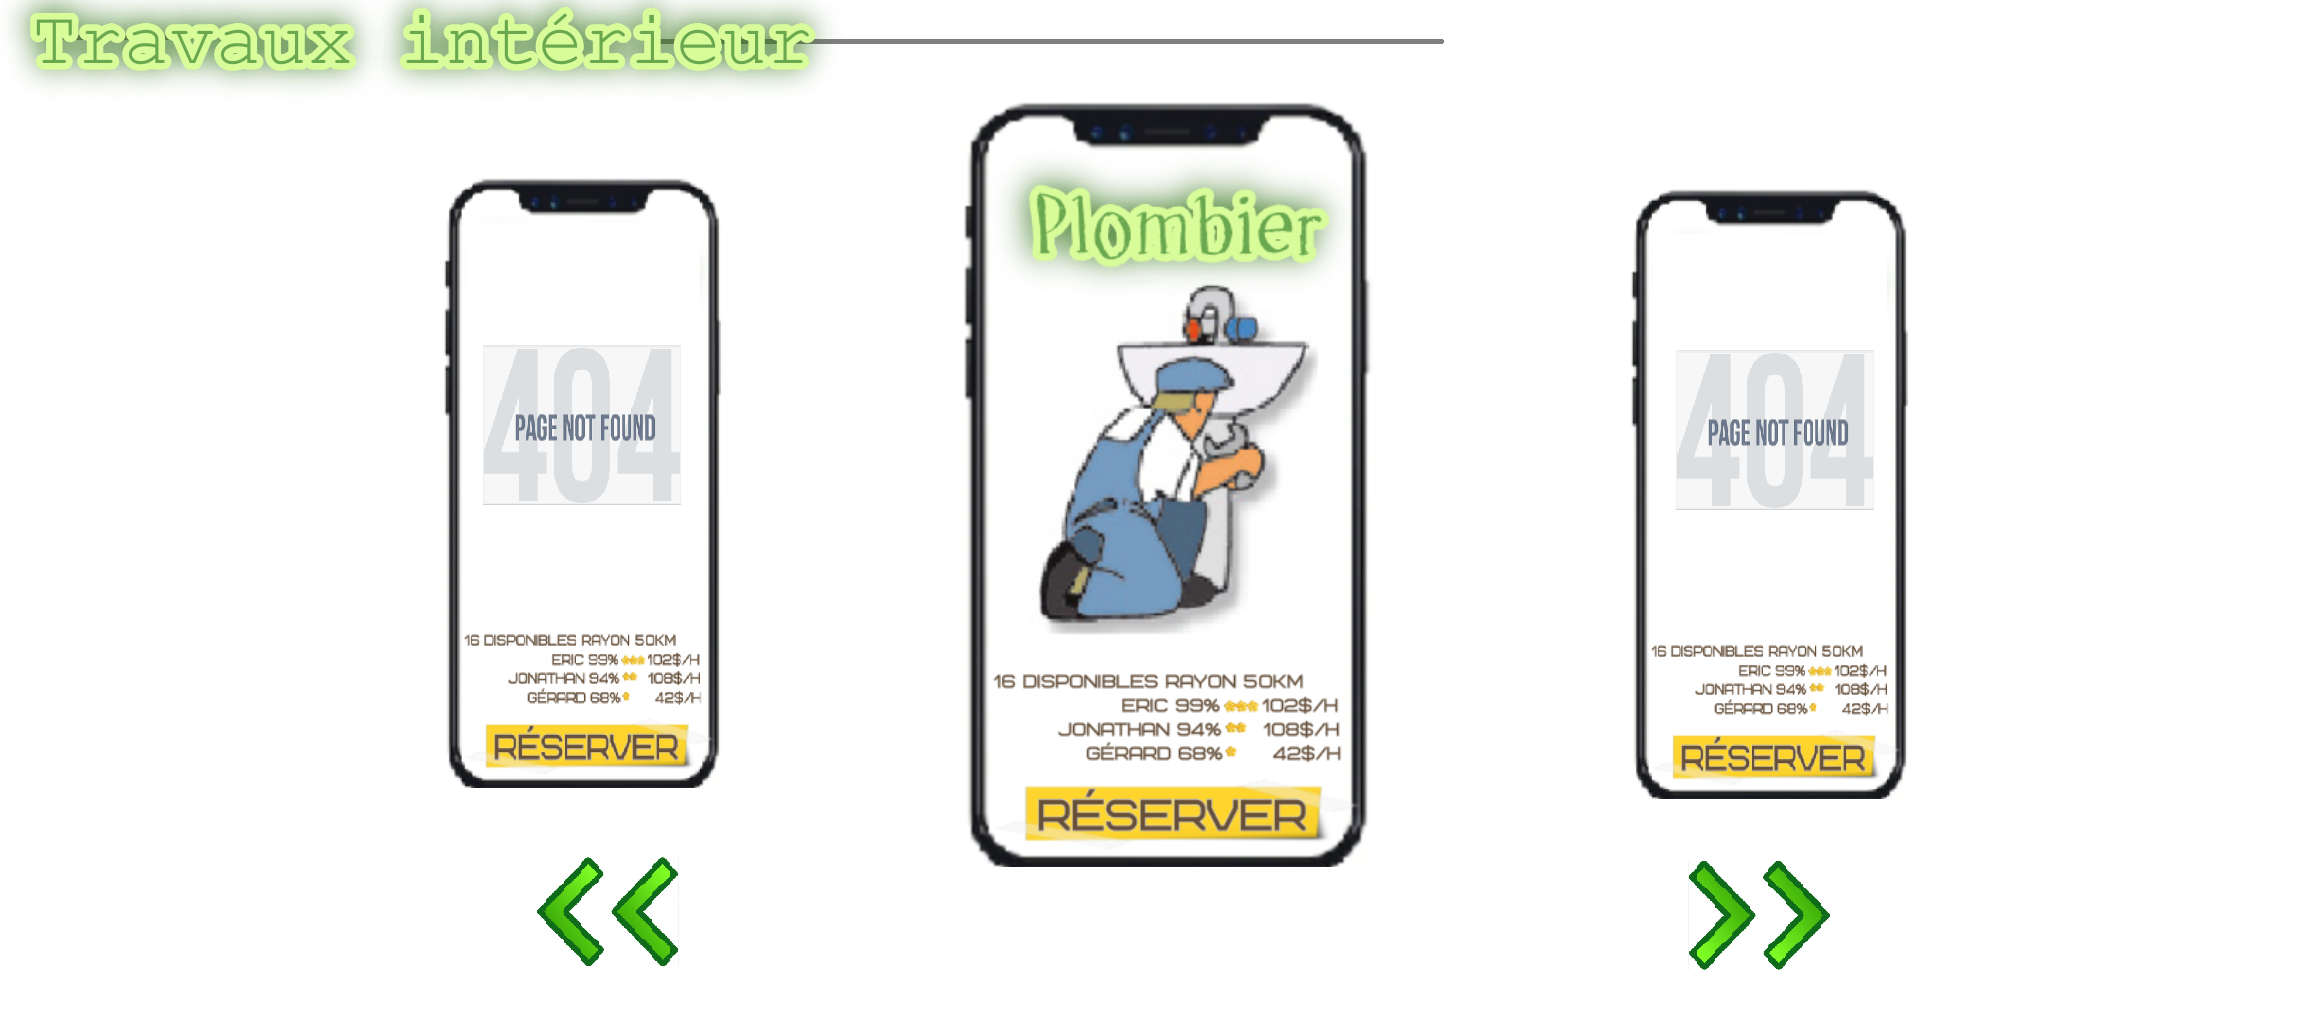 Travaux intérieur
404
PAGE NOT FOUND
16 DISPONIBLES RAYON 50KM
ERIC 99% 102$/H
JONATHAN 94% 108$/H
GÉRARD 68% 42$/H
RÉSERVER
Plombier
16 DISPONIBLES RAYON 50KM
ERIC 99% 102$/H
JONATHAN 94% 108$/H
GÉRARD 68% 42$/H
RÉSERVER
404
PAGE NOT FOUND
16 DISPONIBLES RAYON 50KM
ERIC 99% 102$/H
JONATHAN 94% 108$/H
GÉRARD 68% 42$/H
RÉSERVER